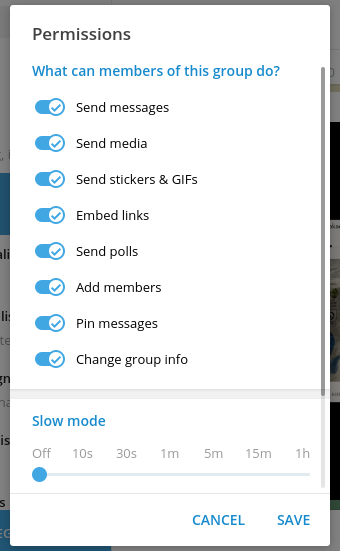 Permissions
What can members of this group do?
Send messages
Send media
Send stickers & GIFs
Embed links
Send polls
Add members
Pin messages
Change group info
Slow mode
Off 10s 30s 1m 5m 15m 1h
CANCEL SAVE